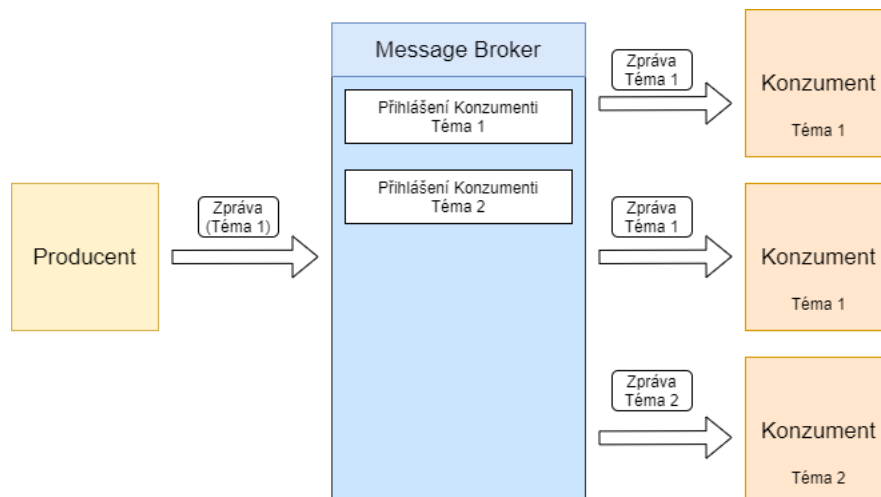 Message Broker
Přihlášení Konzumenti
Téma 1
Přihlášení Konzumenti
Téma 2
Producent
Zpráva
(Téma 1)
Zpráva
Téma 1
Konzument
Téma 1
Zpráva
Téma 1
Konzument
Téma 1
Zpráva
Téma 2
Konzument
Téma 2